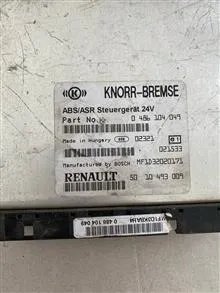 KNORR-BREMSE
ABS/ASR Steuergerät 24V
Part No. 0 486 104 049
Made in Hungary 02321
021533
Manufactured by BOSCH MF1D32020171
RENAULT 50 10 493 009
0 486 104 049